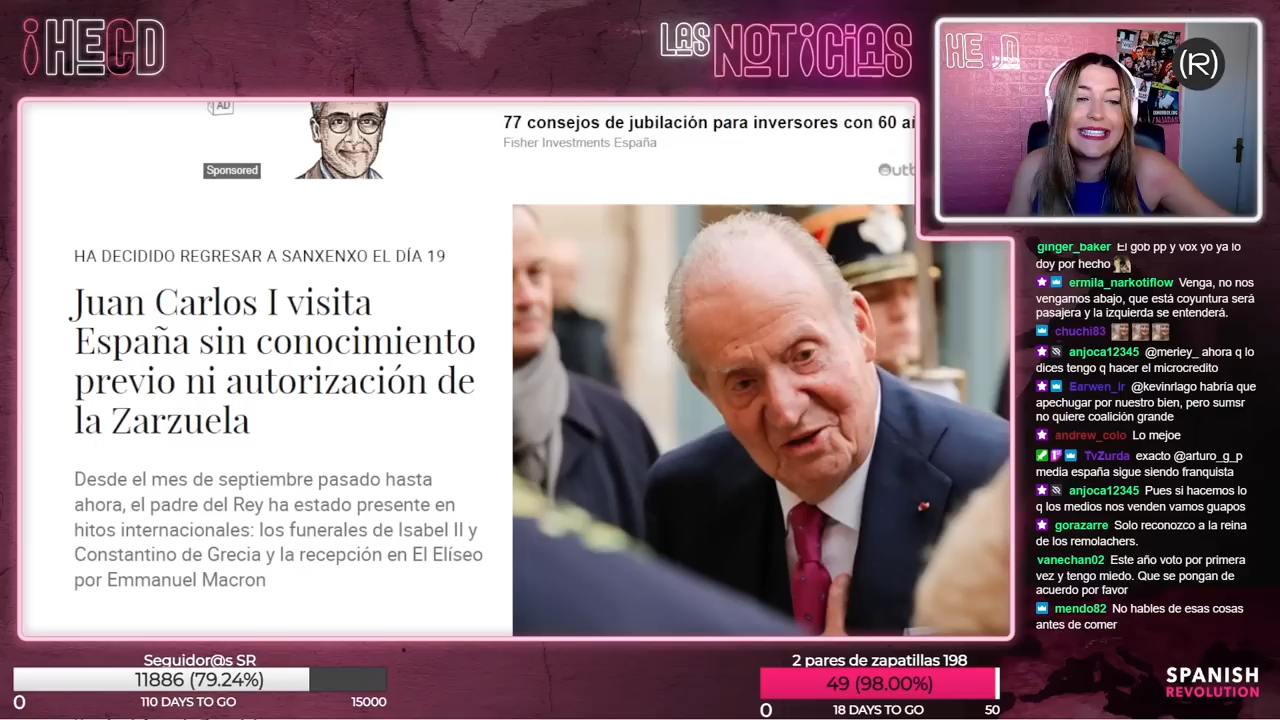 ¡HECD
LAS NOTICIAS
(R)
AD
Sponsored
77 consejos de jubilación para inversores con 60
Fisher Investments España
HA DECIDIDO REGRESAR A SANXENXO EL DÍA 19
Juan Carlos I visita
España sin conocimiento
previo ni autorización de
la Zarzuela
Desde el mes de septiembre pasado hasta
ahora, el padre del Rey ha estado presente en
hitos internacionales: los funerales de Isabel II y
Constantino de Grecia y la recepción en El Elíseo
por Emmanuel Macron
ginger_baker El gob pp y vox yo ya lo
doy por hecho
ermila_narkotiflow Venga, no nos
vengamos abajo, que está coyuntura será
pasajera y la izquierda se entenderá.
chuchi83
anjoca12345 @meriey_ ahora q lo
dices tengo q hacer el microcredito
Earwen_ir @kevinrlago habría que
apechugar por nuestro bien, pero sumsr
no quiere coalición grande
andrew_colo Lo mejoe
TvZurda exacto @arturo_g_p
media españa sigue siendo franquista
anjoca12345 Pues si hacemos lo
q los medios nos venden vamos guapos
gorazarre Solo reconozco a la reina
de los remolachers.
vanechan02 Este año voto por primera
vez y tengo miedo. Que se pongan de
acuerdo por favor
mendo82 No hables de esas cosas
antes de comer
Seguidor@s SR
11886 (79.24%)
0 110 DAYS TO GO 15000
2 pares de zapatillas 198
49 (98.00%)
0 18 DAYS TO GO 50
SPANISH
REVOLUTION